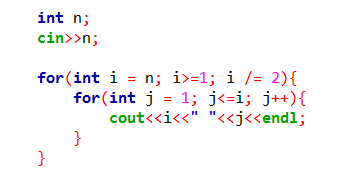 int n;
cin>>n;
for(int i = n; i>=1; i /= 2){
for(int j = 1; j<=i; j++){
cout<<i<<" "<<j<<endl;
}
}